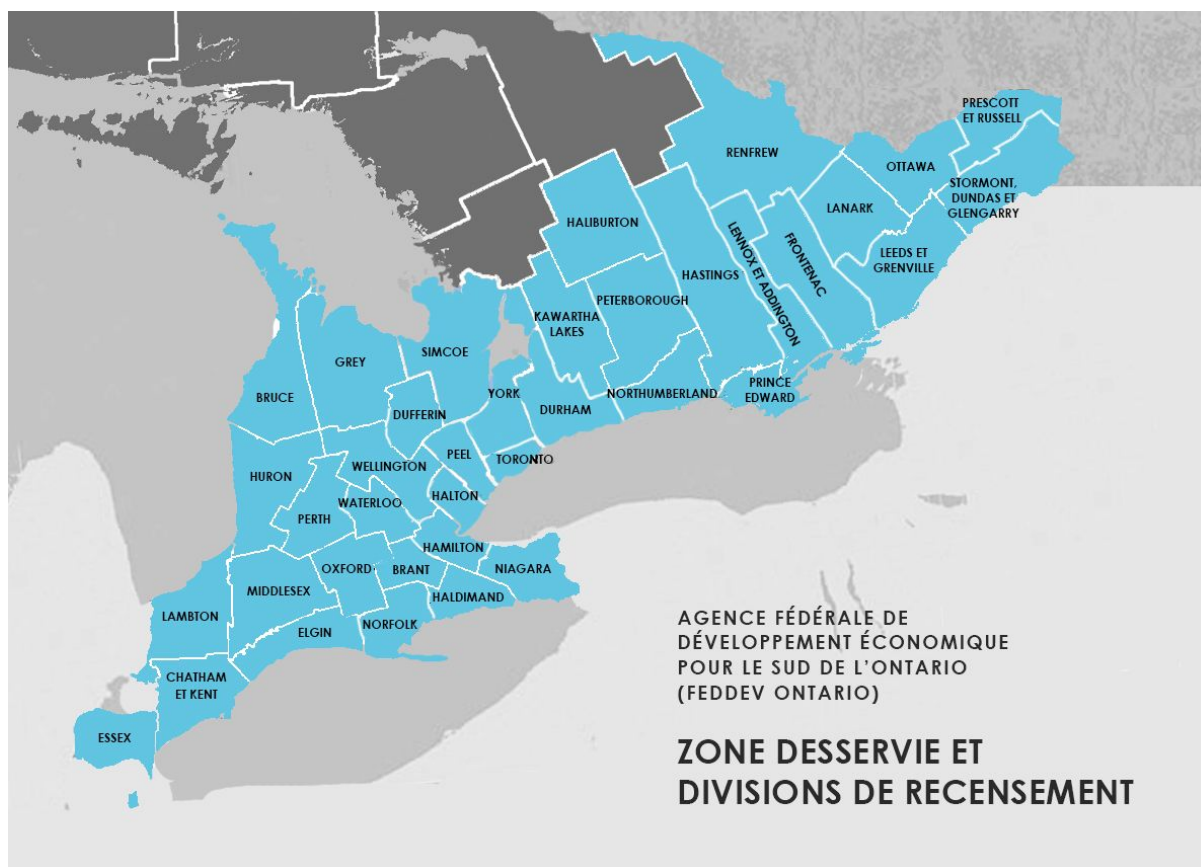 PRESCOTT
ET RUSSELL
RENFREW
OTTAWA
STORMONT,
DUNDAS ET
GLENGARRY
LANARK
HALIBURTON
LENNOX ET ADDINGTON
FRONTENAC
LEEDS ET
GRENVILLE
HASTINGS
PETERBOROUGH
KAWARTHA
LAKES
SIMCOE
GREY
PRINCE
EDWARD
NORTHUMBERLAND
YORK
BRUCE
DURHAM
DUFFERIN
PEEL
TORONTO
WELLINGTON
HURON
HALTON
WATERLOO
PERTH
HAMILTON
OXFORD
BRANT
NIAGARA
MIDDLESEX
HALDIMAND
LAMBTON
NORFOLK
ELGIN
CHATHAM
ET KENT
ESSEX
AGENCE FÉDÉRALE DE
DÉVELOPPEMENT ÉCONOMIQUE
POUR LE SUD DE L'ONTARIO
(FEDDEV ONTARIO)
ZONE DESSERVIE ET
DIVISIONS DE RECENSEMENT